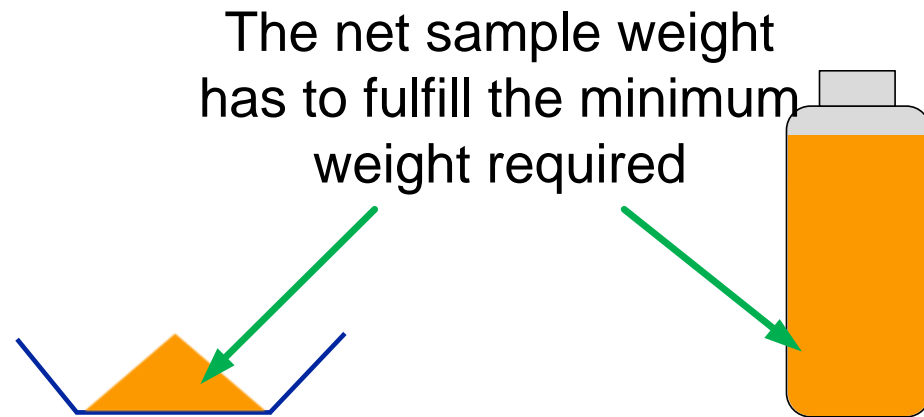 The net sample weight
has to fulfill the minimum
weight required